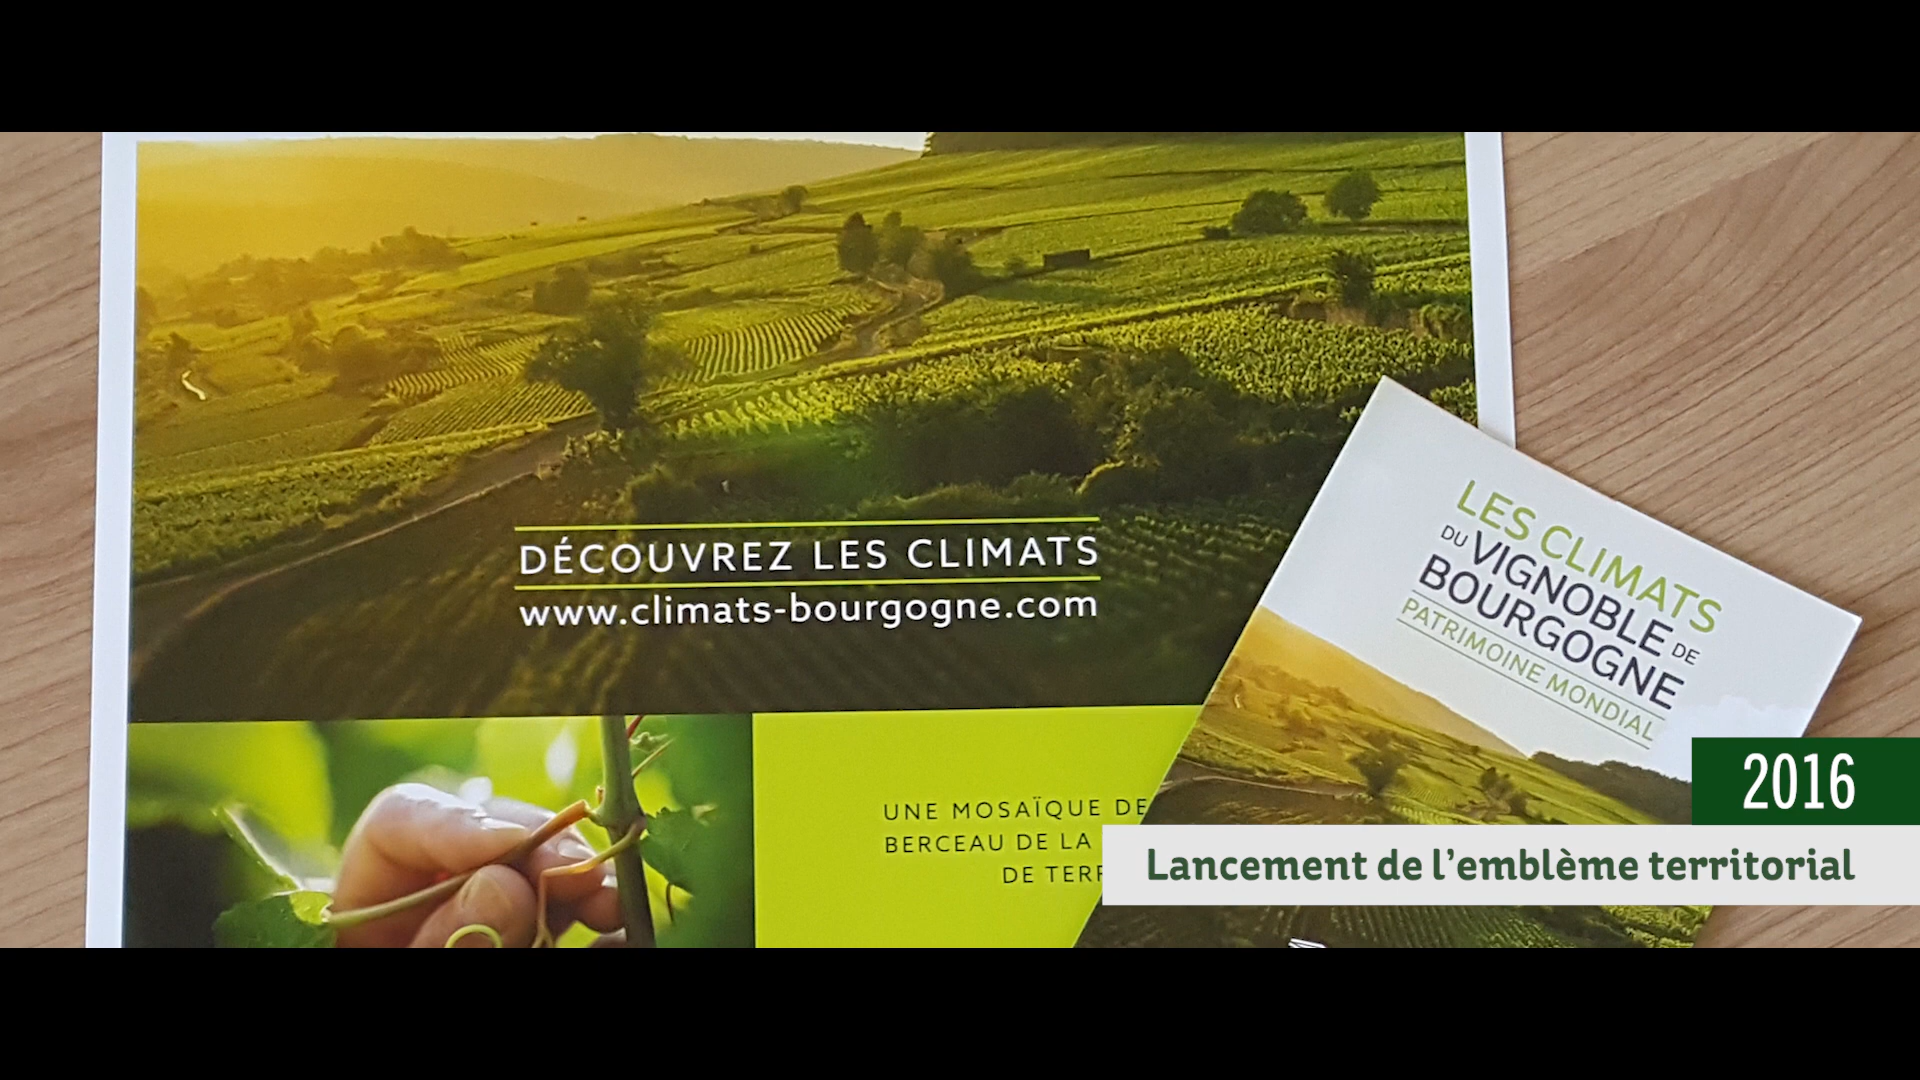 DÉCOUVREZ LES CLIMATS
www.climats-bourgogne.com
LES CLIMATS
DU VIGNOBLE DE
BOURGOGNE
PATRIMOINE MONDIAL
UNE MOSAÏQUE DE
BERCEAU DE LA
DE
2016
Lancement de l’emblème territorial